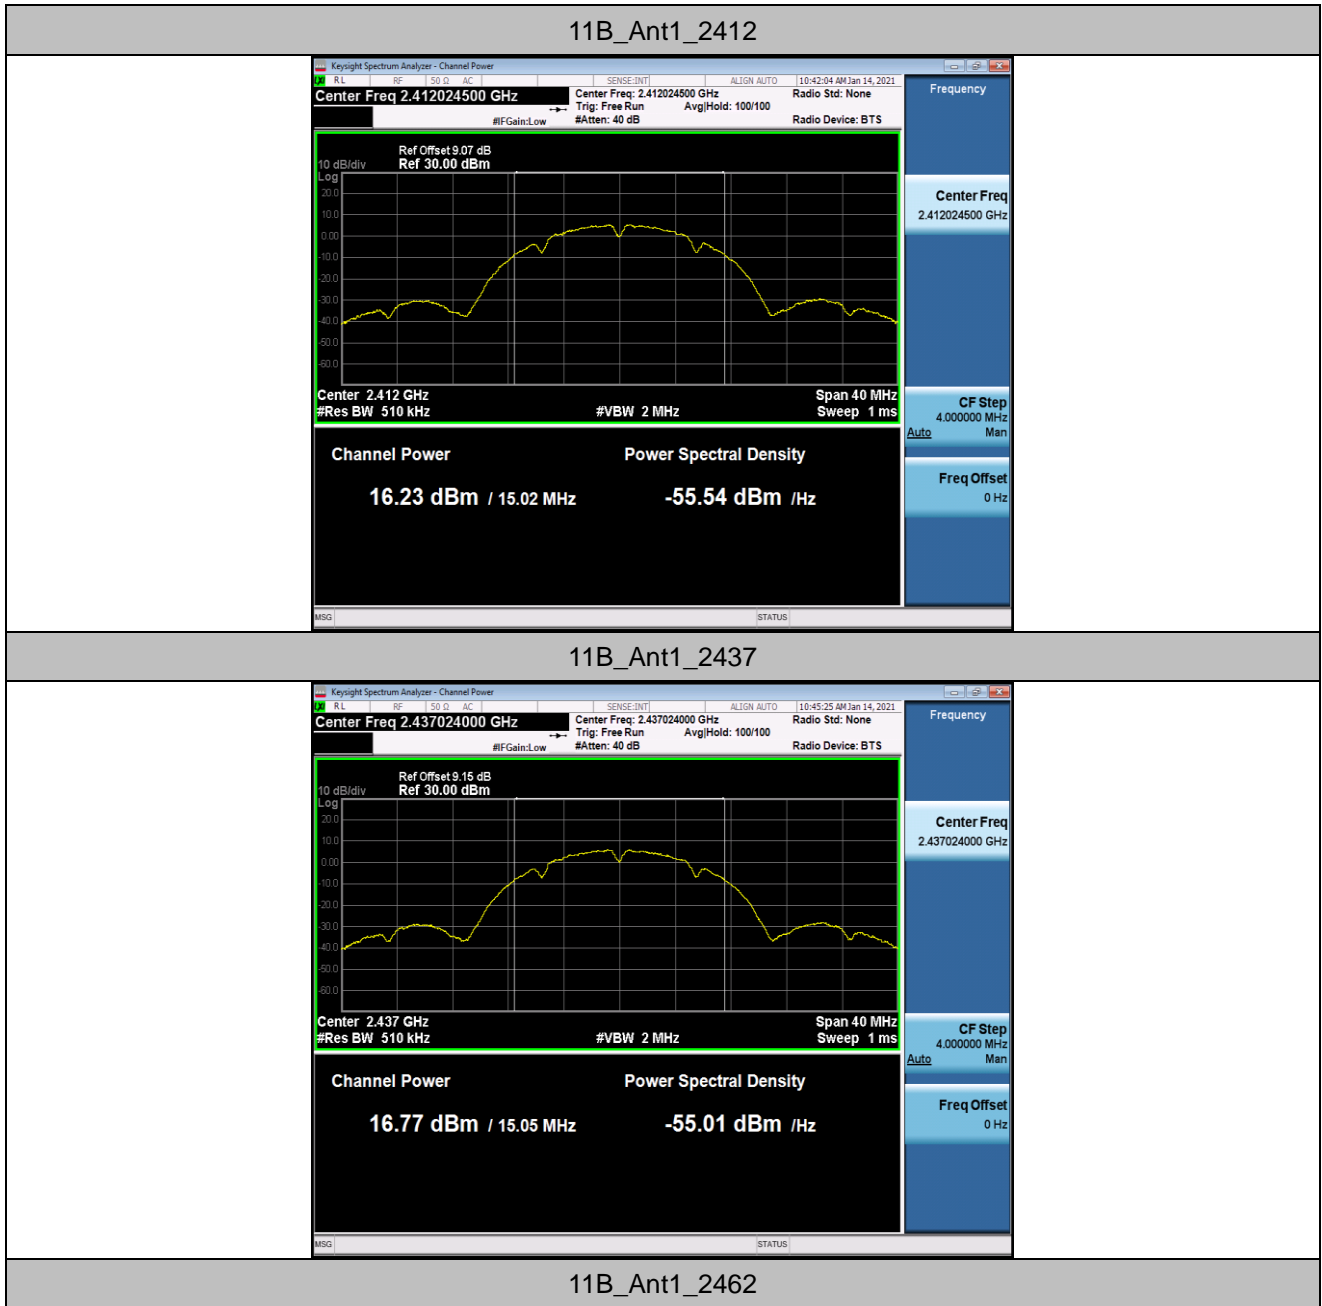 11B_Ant1_2412
Keysight Spectrum Analyzer - Channel Power
RL RF 50 Ω AC SENSE:INT ALIGN AUTO 10:42:04 AM Jan 14, 2021
Center Freq 2.412024500 GHz
Center Freq: 2.412024500 GHz Radio Std: None
Trig: Free Run Avg|Hold: 100/100
#IFGain:Low #Atten: 40 dB Radio Device: BTS
Frequency
Ref Offset 9.07 dB
10 dB/div Ref 30.00 dBm
Log
20.0
10.0
0.00
-10.0
-20.0
-30.0
-40.0
-50.0
-60.0
Center 2.412 GHz Span 40 MHz
#Res BW 510 kHz #VBW 2 MHz Sweep 1 ms
Center Freq
2.412024500 GHz
CF Step
4.000000 MHz
Auto Man
Freq Offset
0 Hz
Channel Power Power Spectral Density
16.23 dBm / 15.02 MHz -55.54 dBm /Hz
MSG STATUS
11B_Ant1_2437
Keysight Spectrum Analyzer - Channel Power
RL RF 50 Ω AC SENSE:INT ALIGN AUTO 10:45:25 AM Jan 14, 2021
Center Freq 2.437024000 GHz
Center Freq: 2.437024000 GHz Radio Std: None
Trig: Free Run Avg|Hold: 100/100
#IFGain:Low #Atten: 40 dB Radio Device: BTS
Frequency
Ref Offset 9.15 dB
10 dB/div Ref 30.00 dBm
Log
20.0
10.0
0.00
-10.0
-20.0
-30.0
-40.0
-50.0
-60.0
Center 2.437 GHz Span 40 MHz
#Res BW 510 kHz #VBW 2 MHz Sweep 1 ms
Center Freq
2.437024000 GHz
CF Step
4.000000 MHz
Auto Man
Freq Offset
0 Hz
Channel Power Power Spectral Density
16.77 dBm / 15.05 MHz -55.01 dBm /Hz
MSG STATUS
11B_Ant1_2462